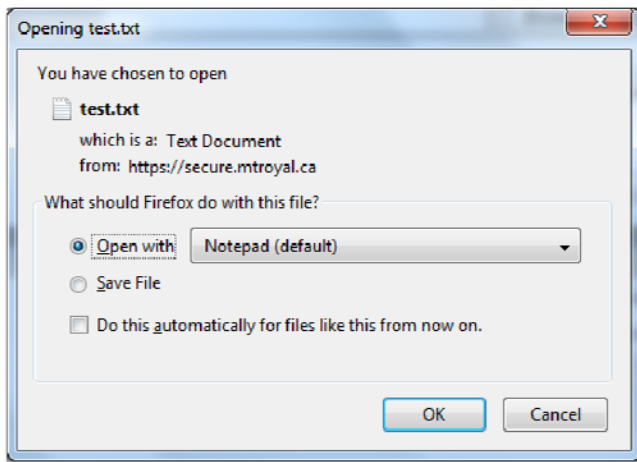 Opening test.txt
You have chosen to open
test.txt
which is a: Text Document
from: https://secure.mtroyal.ca
What should Firefox do with this file?
Open with Notepad (default)
Save File
Do this automatically for files like this from now on.
OK Cancel